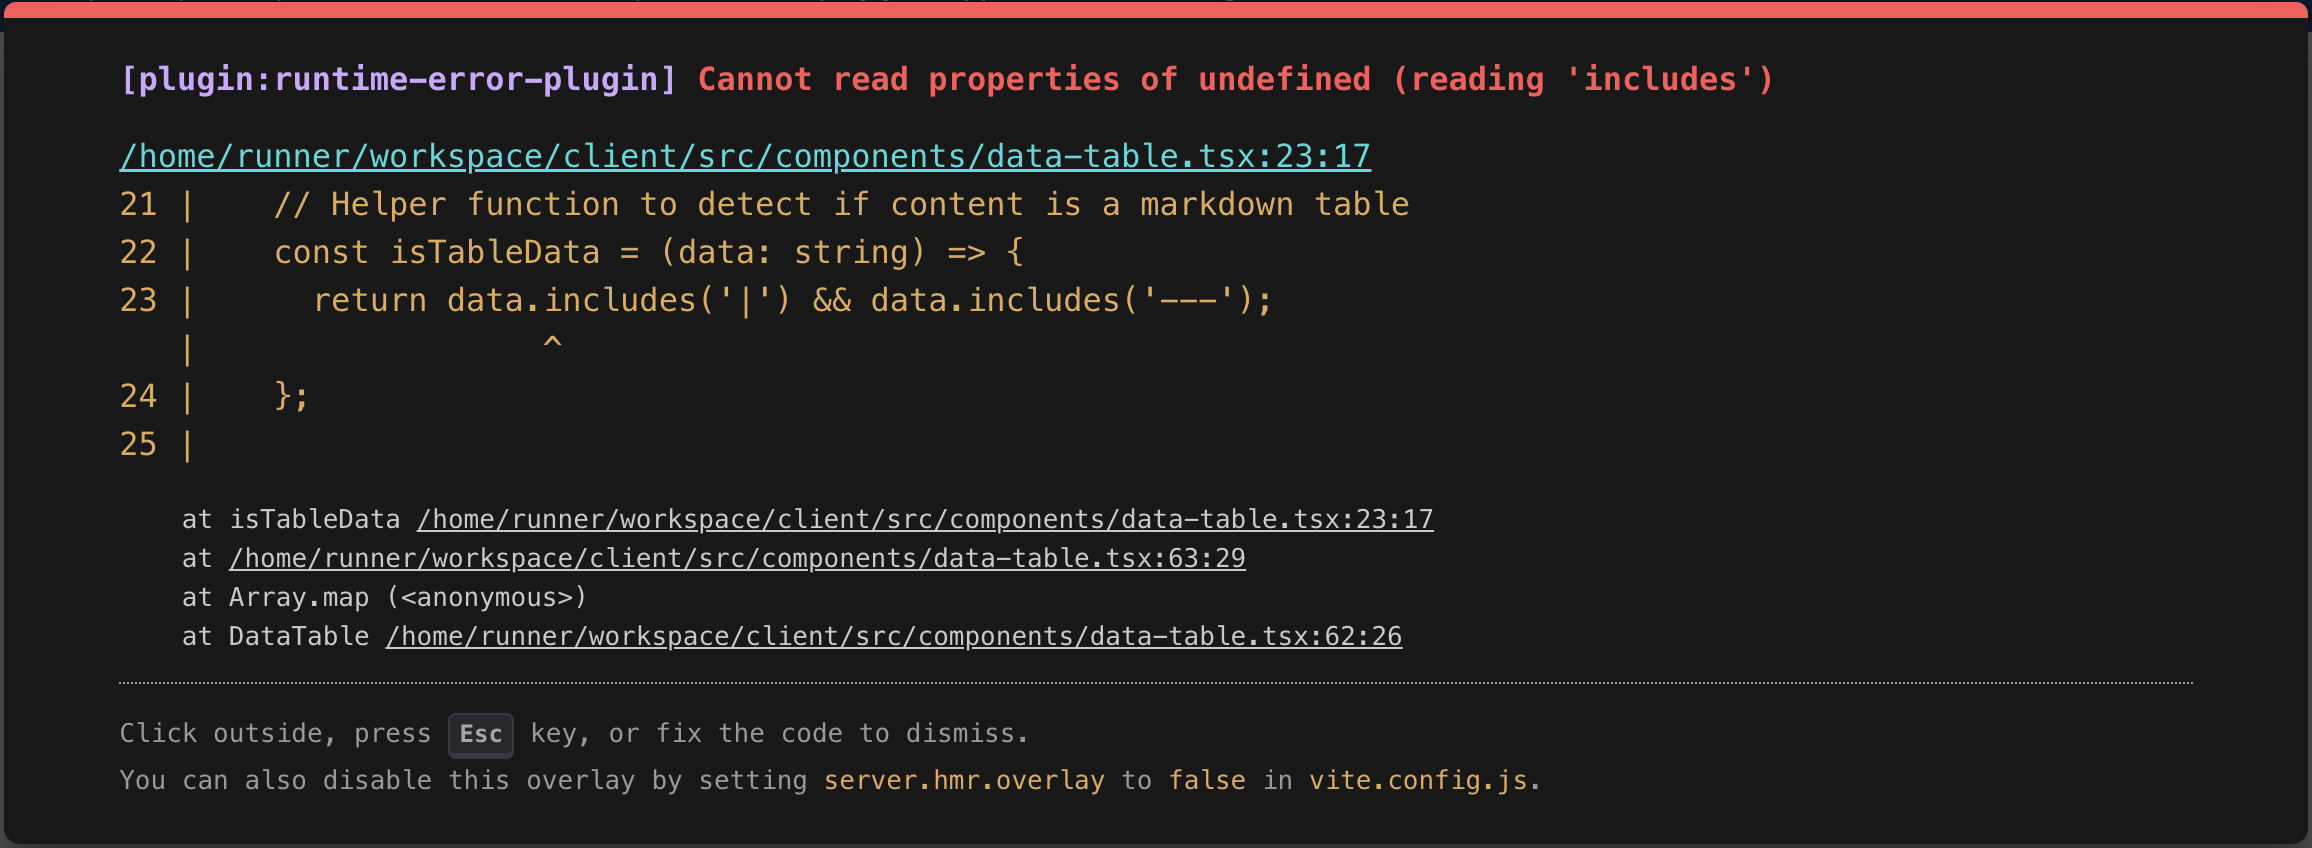 [plugin:runtime-error-plugin] Cannot read properties of undefined (reading 'includes')
/home/runner/workspace/client/src/components/data-table.tsx:23:17
21 |    // Helper function to detect if content is a markdown table
22 |    const isTableData = (data: string) => {
23 |      return data.includes('|') && data.includes('---');
   |                  ^
24 |    };
25 |
at isTableData /home/runner/workspace/client/src/components/data-table.tsx:23:17
at /home/runner/workspace/client/src/components/data-table.tsx:63:29
at Array.map (<anonymous>)
at DataTable /home/runner/workspace/client/src/components/data-table.tsx:62:26
Click outside, press Esc key, or fix the code to dismiss.
You can also disable this overlay by setting server.hmr.overlay to false in vite.config.js.